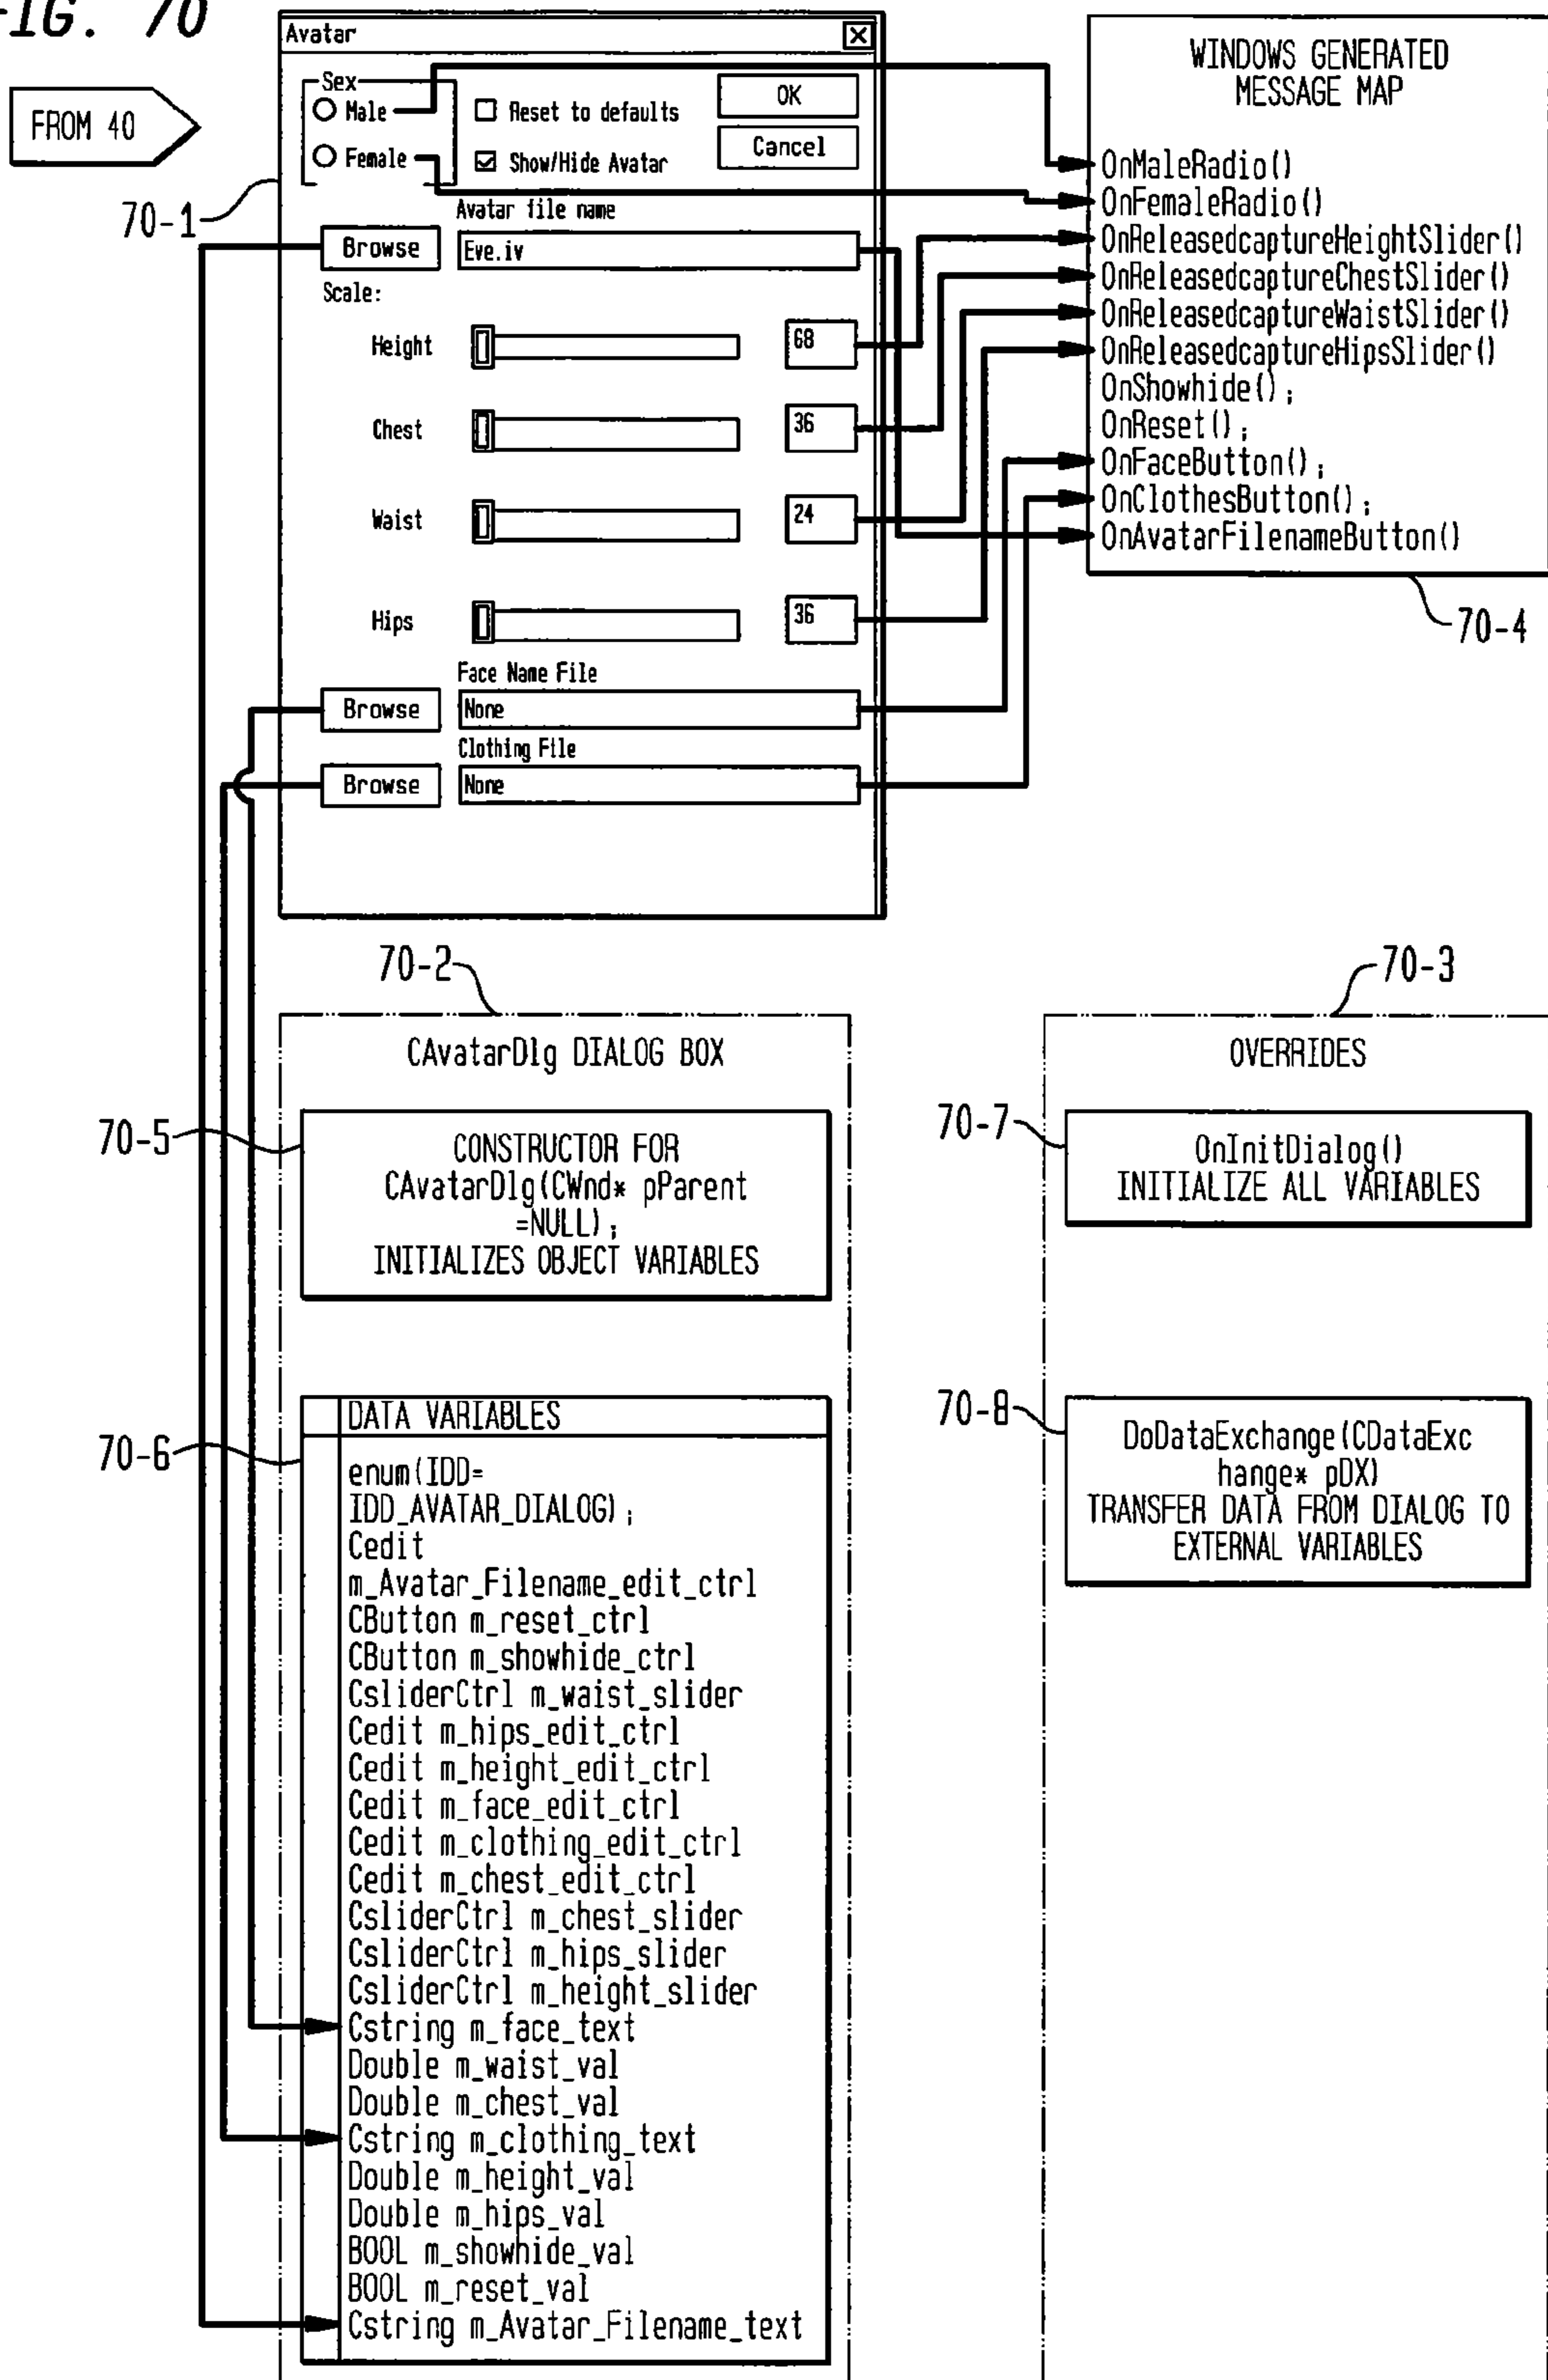 FIG. 70
FROM 40
Avatar
Sex
Male
Female
Reset to defaults
Show/Hide Avatar
OK
Cancel
70-1
Avatar file name
Browse
Eve.iv
Scale:
Height
68
Chest
36
Waist
24
Hips
36
Face Name File
Browse
None
Clothing File
Browse
None
WINDOWS GENERATED
MESSAGE MAP
OnMaleRadio()
OnFemaleRadio()
OnReleasedcaptureHeightSlider()
OnReleasedcaptureChestSlider()
OnReleasedcaptureWaistSlider()
OnReleasedcaptureHipsSlider()
OnShowhide();
OnReset();
OnFaceButton();
OnClothesButton();
OnAvatarFilenameButton()
70-4
70-2
CAvatarDlg DIALOG BOX
70-5
CONSTRUCTOR FOR
CAvatarDlg(CWnd* pParent
=NULL);
INITIALIZES OBJECT VARIABLES
70-6
DATA VARIABLES
enum(IDD=
IDD_AVATAR_DIALOG);
Cedit
m_Avatar_Filename_edit_ctrl
CButton m_reset_ctrl
CButton m_showhide_ctrl
CsliderCtrl m_waist_slider
Cedit m_hips_edit_ctrl
Cedit m_height_edit_ctrl
Cedit m_face_edit_ctrl
Cedit m_clothing_edit_ctrl
Cedit m_chest_edit_ctrl
CsliderCtrl m_chest_slider
CsliderCtrl m_hips_slider
CsliderCtrl m_height_slider
Cstring m_face_text
Double m_waist_val
Double m_chest_val
Cstring m_clothing_text
Double m_height_val
Double m_hips_val
BOOL m_showhide_val
BOOL m_reset_val
Cstring m_Avatar_Filename_text
70-3
OVERRIDES
70-7
OnInitDialog()
INITIALIZE ALL VARIABLES
70-8
DoDataExchange(CDataExc
hange* pDX)
TRANSFER DATA FROM DIALOG TO
EXTERNAL VARIABLES